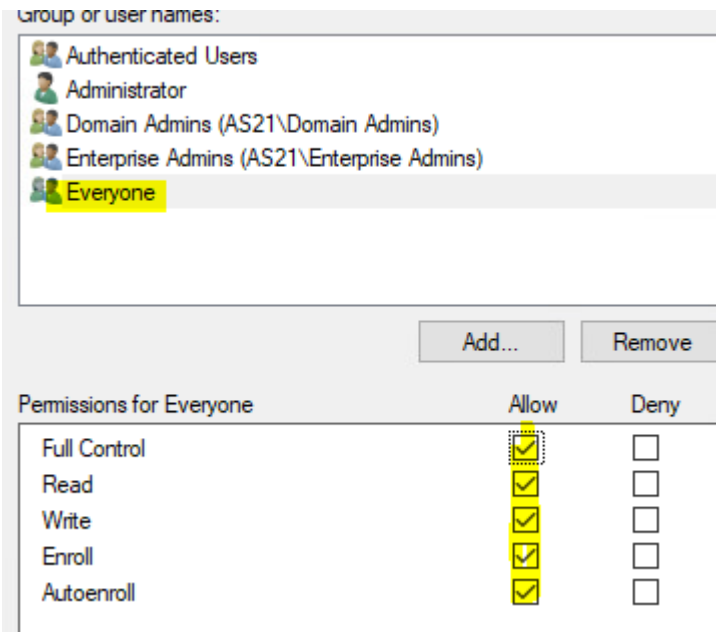 Group or user names:
Authenticated Users
Administrator
Domain Admins (AS21\Domain Admins)
Enterprise Admins (AS21\Enterprise Admins)
Everyone
Add... Remove
Permissions for Everyone Allow Deny
Full Control
Read
Write
Enroll
Autoenroll